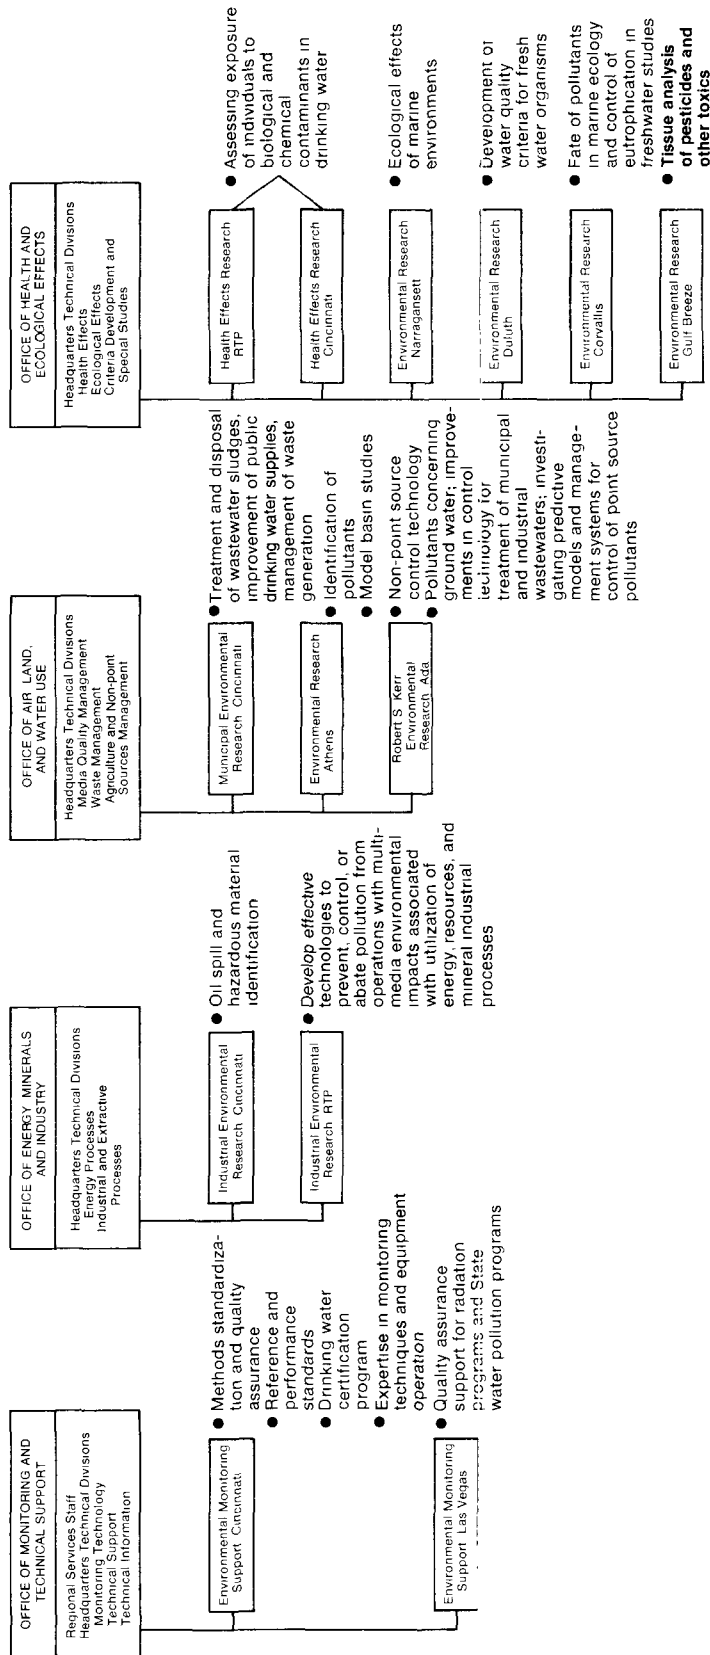 OFFICE OF MONITORING AND
TECHNICAL SUPPORT
Regional Services Staff
Headquarters Technical Divisions
Monitoring Technology
Technical Support
Technical Information
Environmental Monitoring
Support Cincinnati
● Methods standardiza-
tion and quality
assurance
● Reference and
performance
standards
● Drinking water
certification
program
● Expertise in monitoring
techniques and equipment
operation
Environmental Monitoring
Support Las Vegas
● Quality assurance
support for radiation
programs and State
water pollution programs
OFFICE OF ENERGY MINERALS
AND INDUSTRY
Headquarters Technical Divisions
Energy Processes
Industrial and Extractive
Processes
Industrial Environmental
Research Cincinnati
● Oil spill and
hazardous material
identification
Industrial Environmental
Research RTP
● Develop effective
technologies to
prevent, control, or
abate pollution from
operations with multi-
media environmental
impacts associated
with utilization of
energy, resources, and
mineral industrial
processes
OFFICE OF AIR LAND,
AND WATER USE
Headquarters Technical Divisions
Media Quality Management
Waste Management
Agriculture and Non-point
Sources Management
Municipal Environmental
Research Cincinnati
● Treatment and disposal
of wastewater sludges,
improvement of public
drinking water supplies,
management of waste
generation
Environmental Research
Athens
● Identification of
pollutants
● Model basin studies
Robert S Kerr
Environmental
Research Ada
● Non-point source
control technology
● Pollutants concerning
ground water; improve-
ments in control
technology for
treatment of municipal
and industrial
wastewaters; investi-
gating predictive
models and manage-
ment systems for
control of point source
pollutants
OFFICE OF HEALTH AND
ECOLOGICAL EFFECTS
Headquarters Technical Divisions
Health Effects
Ecological Effects
Criteria Development and
Special Studies
Health Effects Research
RTP
Health Effects Research
Cincinnati
● Assessing exposure
of individuals to
biological and
chemical
contaminants in
drinking water
Environmental Research
Narragansett
● Ecological effects
of marine
environments
Environmental Research
Duluth
● Development of
water quality
criteria for fresh
water organisms
Environmental Research
Corvallis
● Fate of pollutants
in marine ecology
and control of
eutrophication in
freshwater studies
Environmental Research
Gulf Breeze
● Tissue analysis
of pesticides and
other toxics